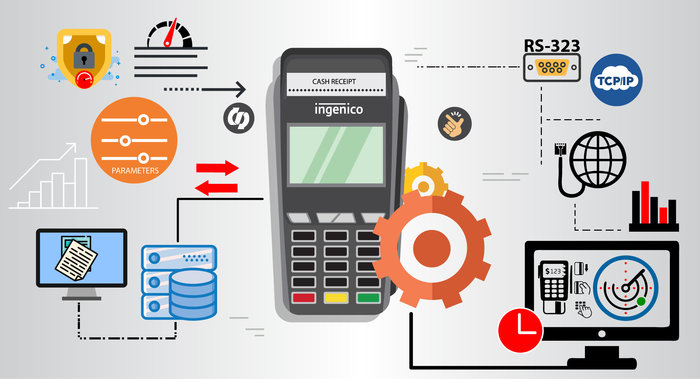 RS-323
CASH RECEIPT
TCP/IP
ingenico
PARAMETERS
$123